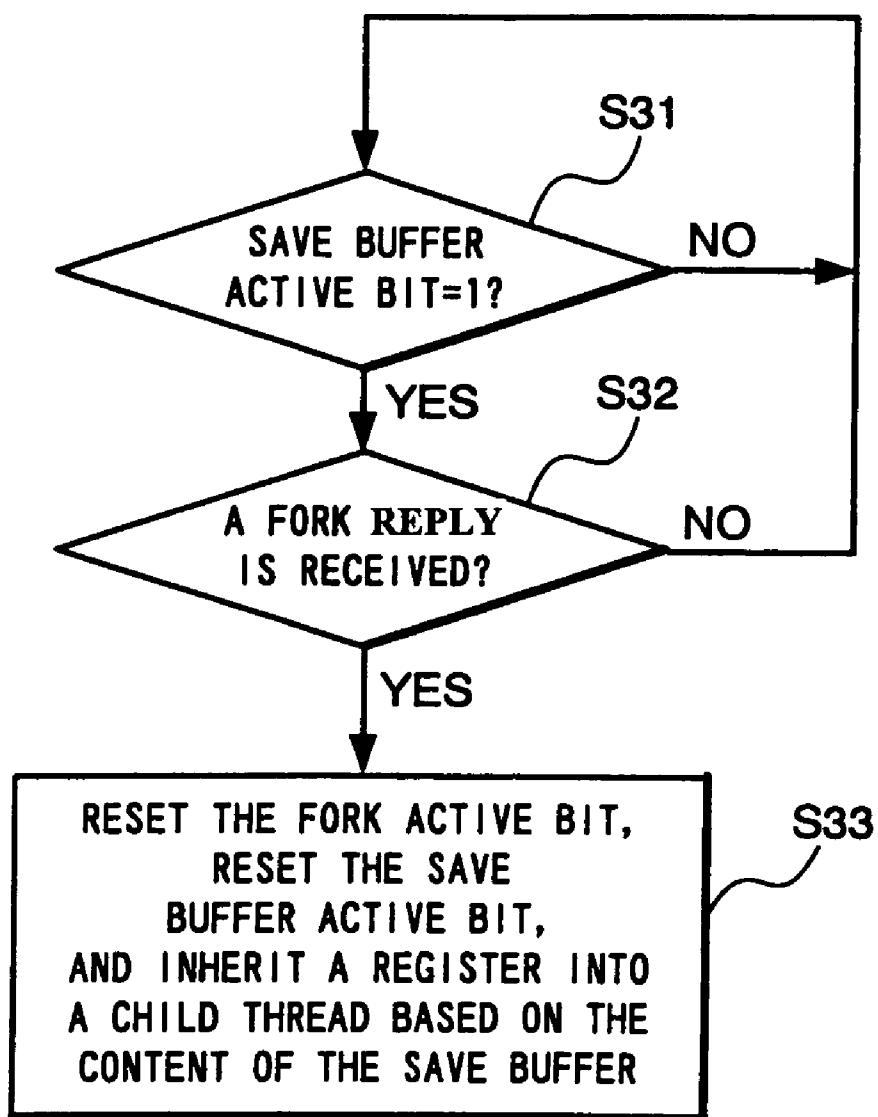 S31
SAVE BUFFER
ACTIVE BIT=1?
NO
YES
S32
A FORK REPLY
IS RECEIVED?
NO
YES
S33
RESET THE FORK ACTIVE BIT,
RESET THE SAVE
BUFFER ACTIVE BIT,
AND INHERIT A REGISTER INTO
A CHILD THREAD BASED ON THE
CONTENT OF THE SAVE BUFFER